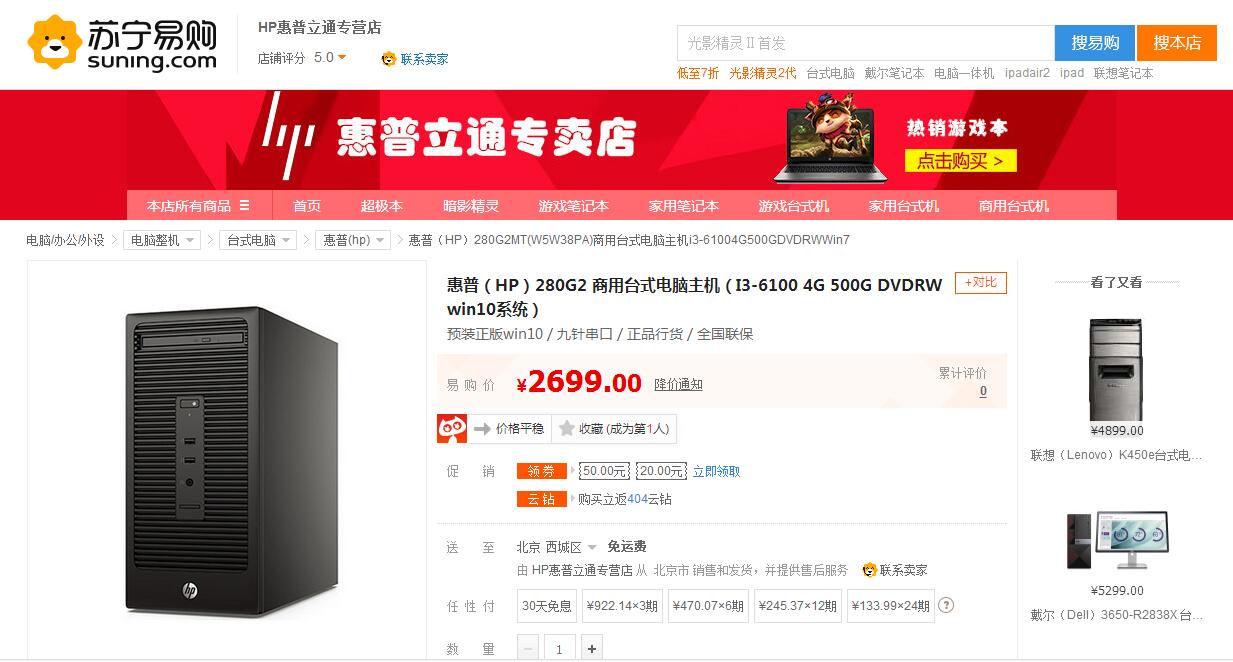 苏宁易购
suning.com
HP惠普立通专营店
店铺评分 5.0
联系卖家
光影精灵 II 首发
搜易购
搜本店
低至7折 光影精灵2代 台式电脑 戴尔笔记本 电脑一体机 ipadair2 ipad 联想笔记本
hp 惠普立通专卖店
热销游戏本
点击购买 >
本店所有商品 首页 超极本 暗影精灵 游戏笔记本 家用笔记本 游戏台式机 家用台式机 商用台式机
电脑/办公/外设 电脑整机 台式电脑 惠普(hp) 惠普（HP）280G2MT(W5W38PA)商用台式电脑主机i3-61004G500GDVDRWWin7
惠普（HP）280G2 商用台式电脑主机（I3-6100 4G 500G DVDRW
win10系统）
+对比
预装正版win10 / 九针串口 / 正品行货 / 全国联保
易购价 ¥2699.00 降价通知
累计评价
0
价格平稳 收藏 (成为第1人)
促销 领券 50.00元 20.00元 立即领取
云钻 购买立返404云钻
送至 北京 西城区 免运费
由 HP惠普立通专营店 从 北京市 销售和发货，并提供售后服务 联系卖家
任性付 30天免息 ¥922.14×3期 ¥470.07×6期 ¥245.37×12期 ¥133.99×24期 ?
数量 − 1 +
hp
看了又看
¥4899.00
联想（Lenovo）K450e台式电...
¥5299.00
戴尔（Dell）3650-R2838X台...